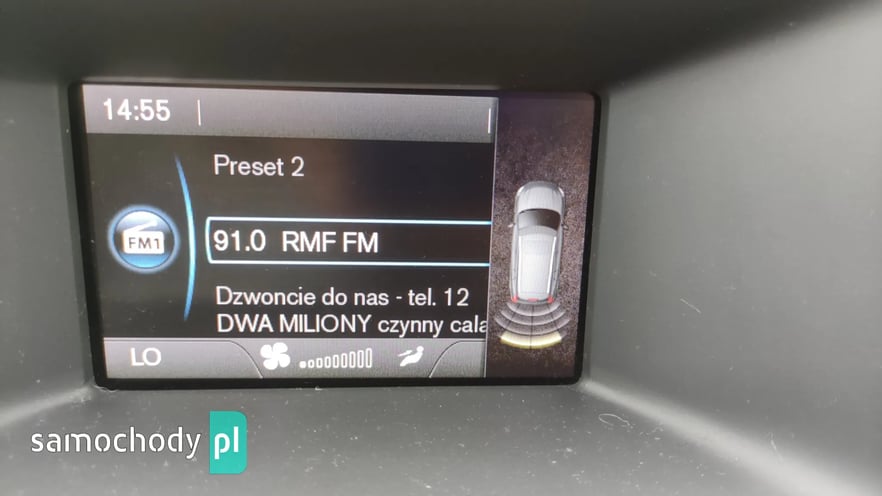 14:55
Preset 2
FM1
91.0 RMF FM
Dzwoncie do nas - tel. 12
DWA MILIONY czynny cala
LO
samochody pl